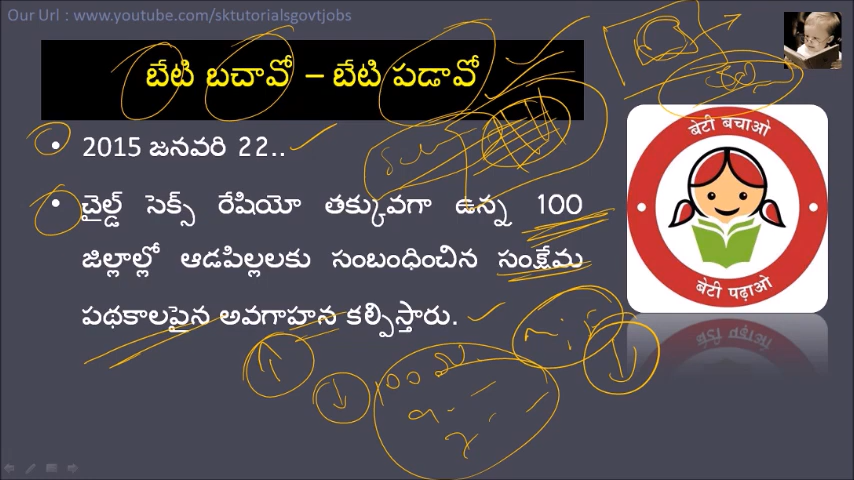 Our Url : www.youtube.com/sktutorialsgovtjobs
బేటి బచావో – బేటి పడావో
• 2015 జనవరి 22..
• చైల్డ్ సెక్స్ రేషియో తక్కువగా ఉన్న 100
జిల్లాల్లో ఆడపిల్లలకు సంబంధించిన సంక్షేమ
పథకాలపైన అవగాహన కల్పిస్తారు.
बेटी बचाओ
बेटी पढ़ाओ
100